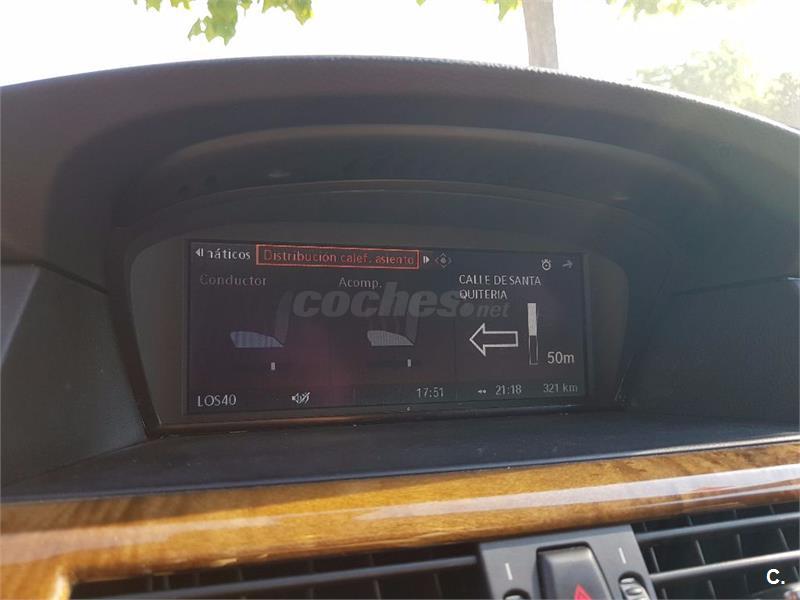 náticos Distribución calef. asiento
Conductor
Acomp.
CALLE DE SANTA
QUITERIA
coches.net
50m
LOS40
17:51
21:18
321 km
C.